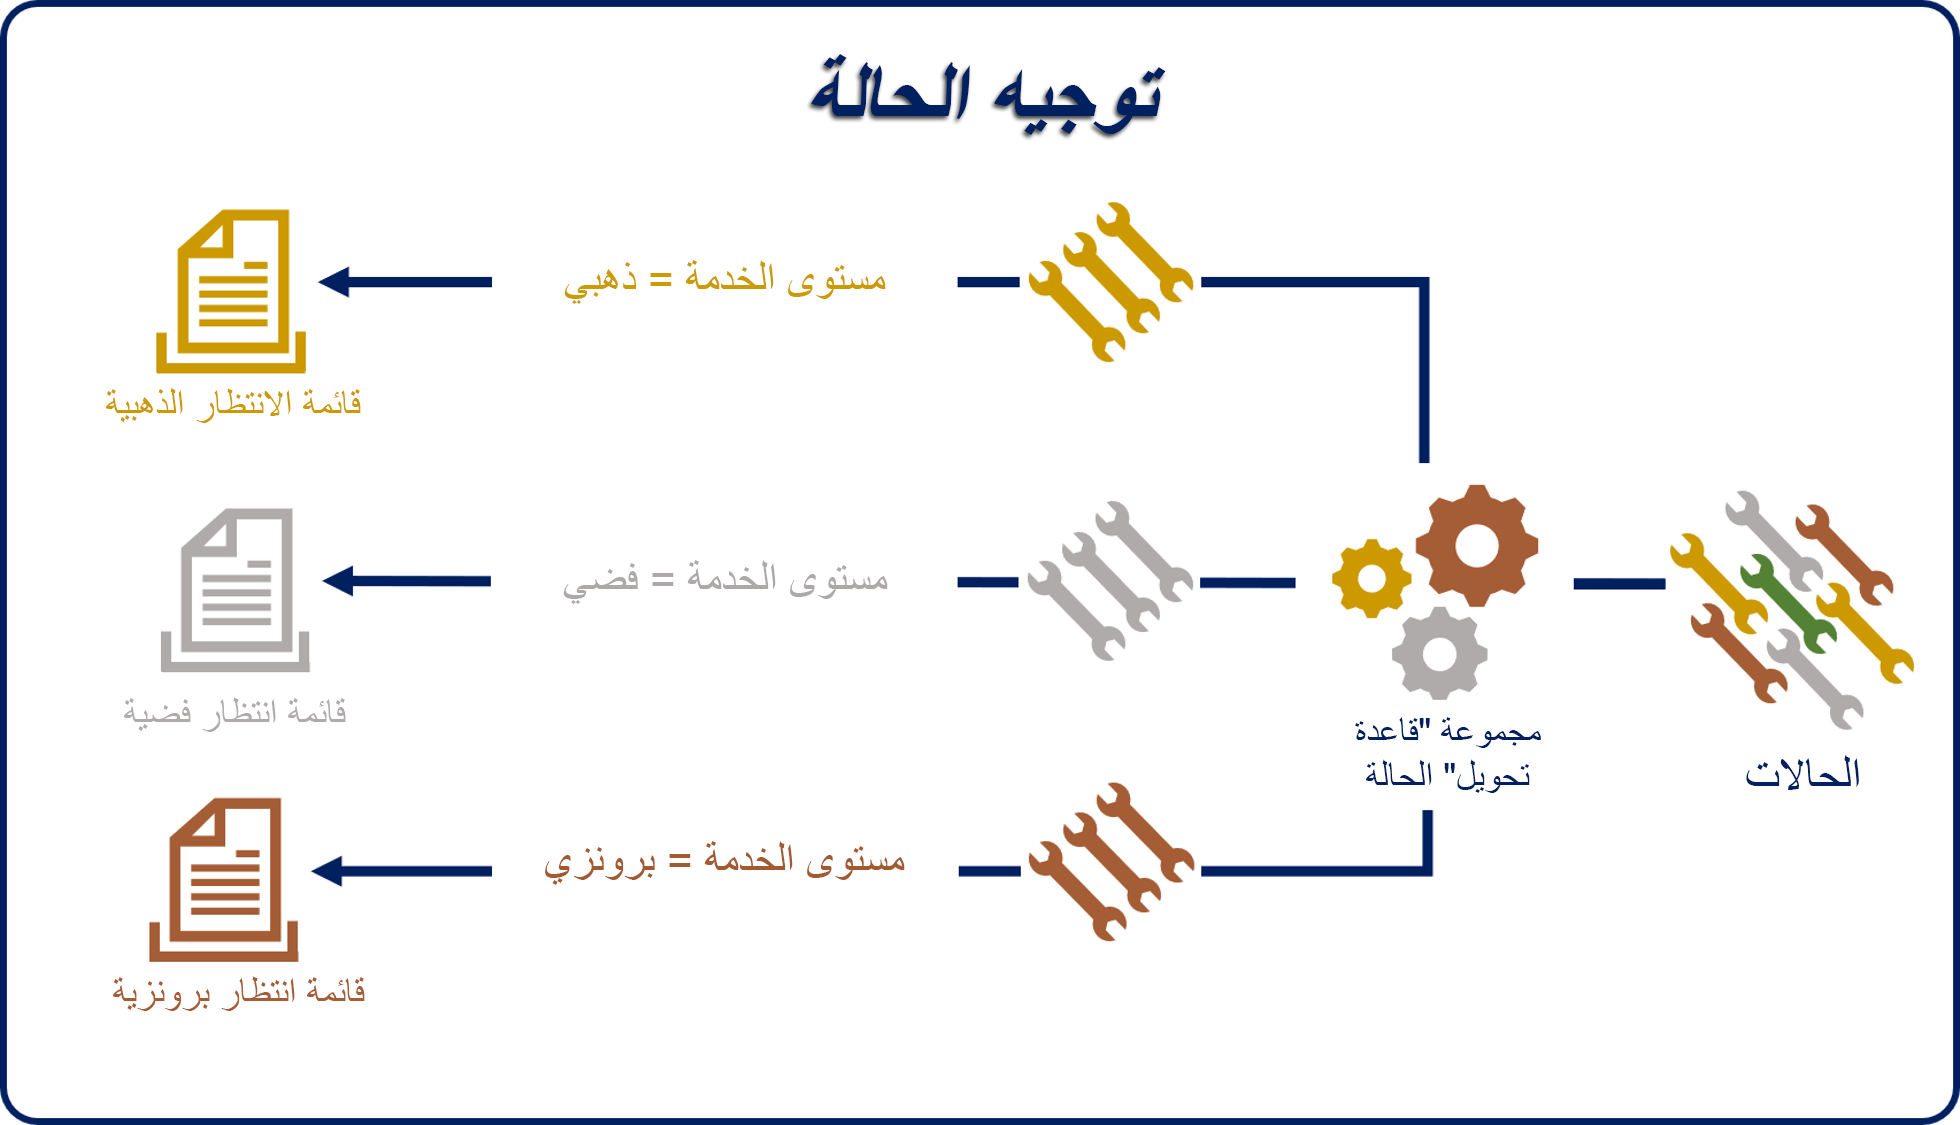 توجيه الحالة
مستوى الخدمة = ذهبي
قائمة الانتظار الذهبية
مستوى الخدمة = فضي
قائمة انتظار فضية
مجموعة "قاعدة
تحويل" الحالة
الحالات
مستوى الخدمة = برونزي
قائمة انتظار برونزية